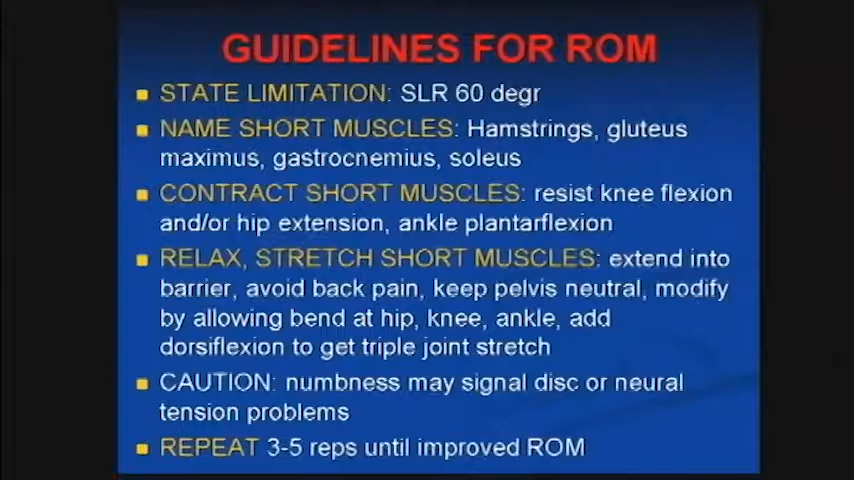 GUIDELINES FOR ROM
STATE LIMITATION: SLR 60 degr
NAME SHORT MUSCLES: Hamstrings, gluteus
maximus, gastrocnemius, soleus
CONTRACT SHORT MUSCLES: resist knee flexion
and/or hip extension, ankle plantarflexion
RELAX, STRETCH SHORT MUSCLES: extend into
barrier, avoid back pain, keep pelvis neutral, modify
by allowing bend at hip, knee, ankle, add
dorsiflexion to get triple joint stretch
CAUTION: numbness may signal disc or neural
tension problems
REPEAT 3-5 reps until improved ROM